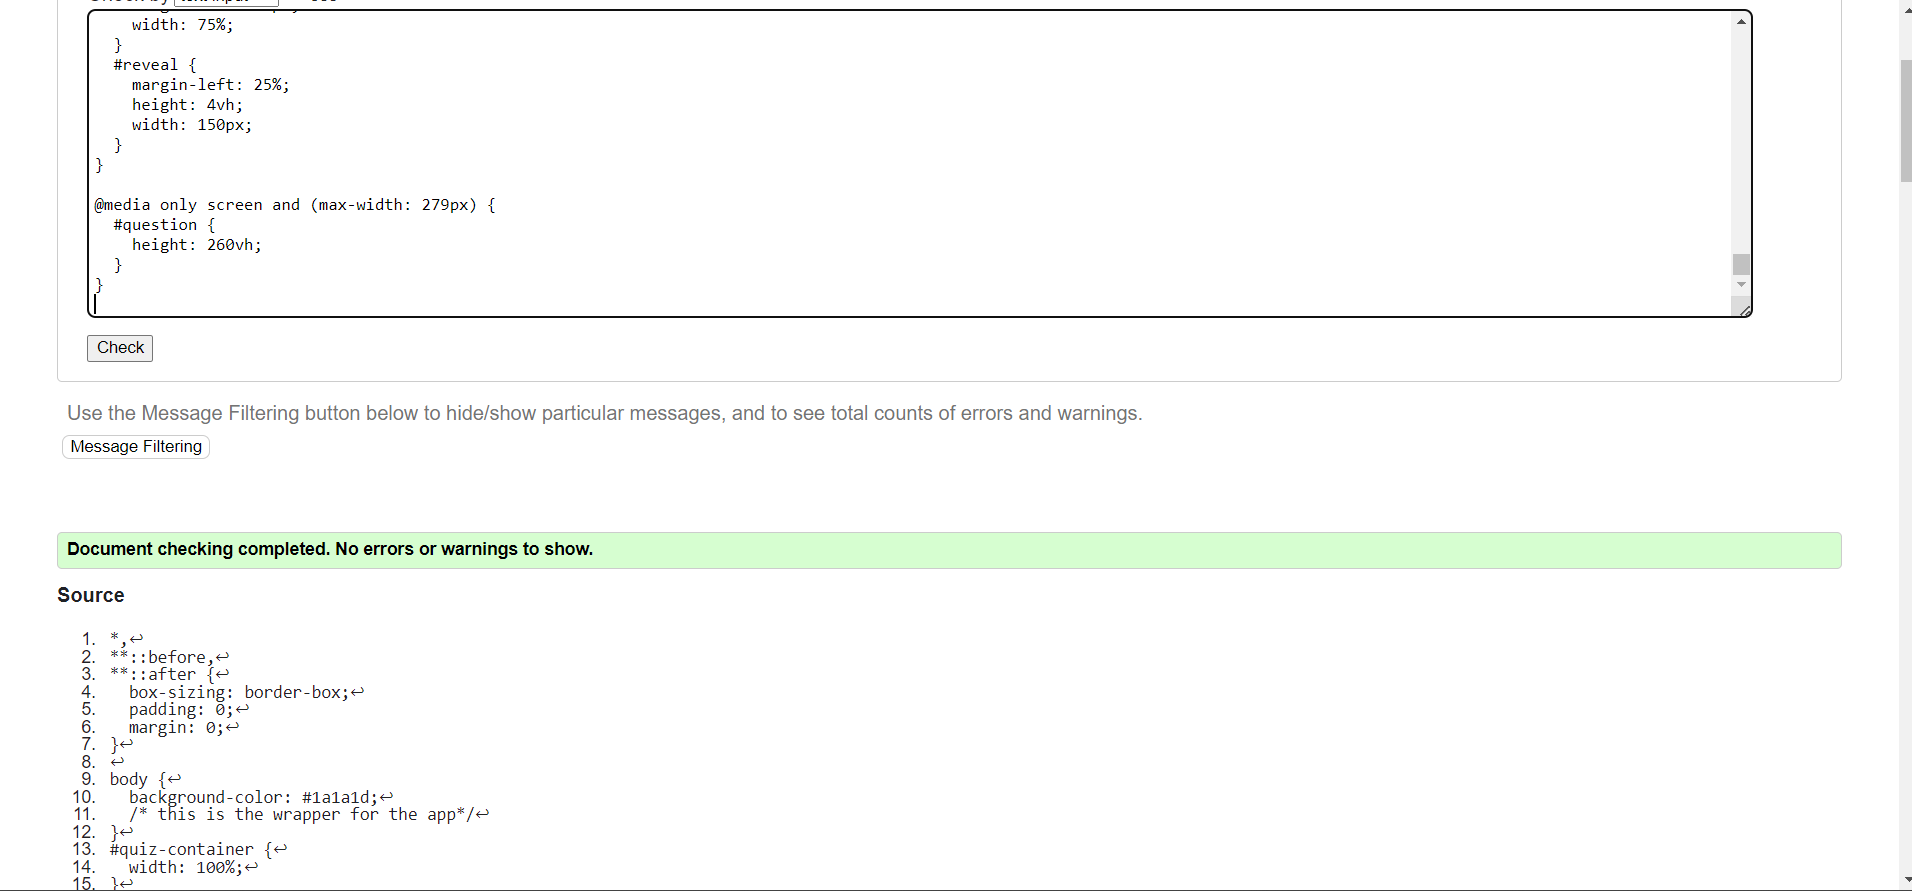 width: 75%;
}
#reveal {
margin-left: 25%;
height: 4vh;
width: 150px;
}
}
@media only screen and (max-width: 279px) {
#question {
height: 260vh;
}
}
Check
Use the Message Filtering button below to hide/show particular messages, and to see total counts of errors and warnings.
Message Filtering
Document checking completed. No errors or warnings to show.
Source
1. *,↩
2. **::before,↩
3. **::after {↩
4. box-sizing: border-box;↩
5. padding: 0;↩
6. margin: 0;↩
7. }↩
8. ↩
9. body {↩
10. background-color: #1a1a1d;↩
11. /* this is the wrapper for the app*/↩
12. }↩
13. #quiz-container {↩
14. width: 100%;↩
15. }↩